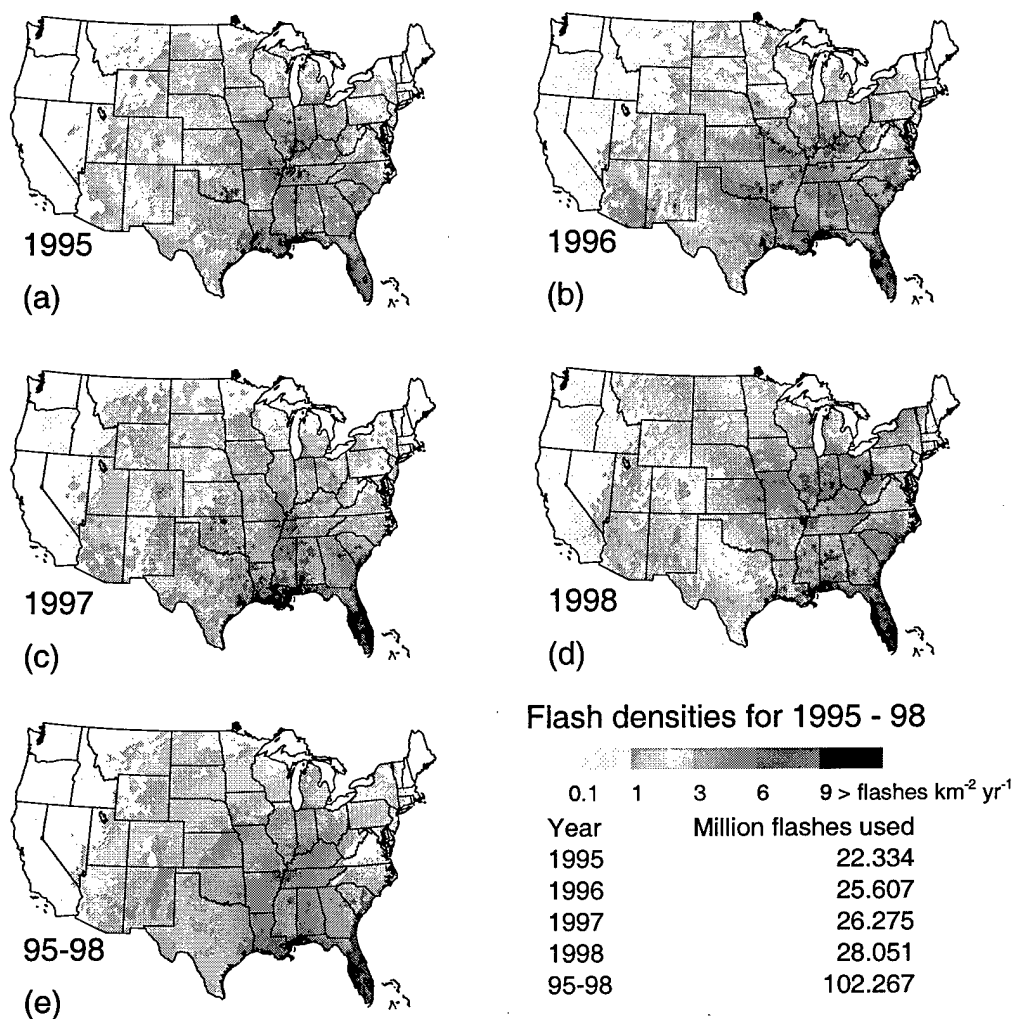 1995
(a)
1996
(b)
1997
(c)
1998
(d)
95-98
(e)
Flash densities for 1995 - 98
0.1 1 3 6 9 > flashes km-2 yr-1
Year Million flashes used
1995 22.334
1996 25.607
1997 26.275
1998 28.051
95-98 102.267